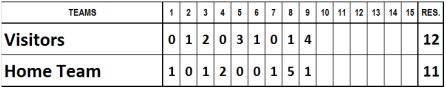 TEAMS 1 2 3 4 5 6 7 8 9 10 11 12 13 14 15 RES.
Visitors 0 1 2 0 3 1 0 1 4 12
Home Team 1 0 1 2 0 0 1 5 1 11